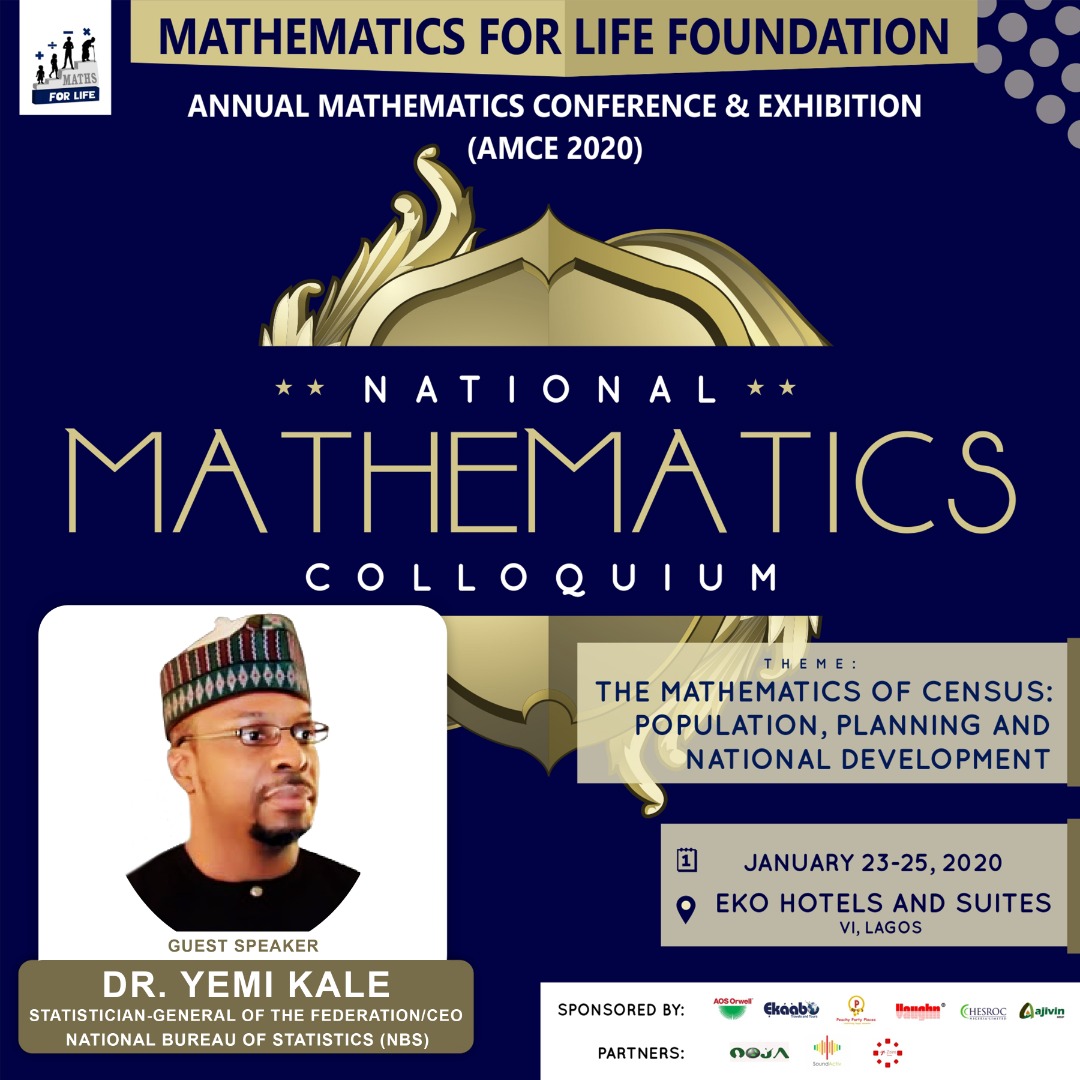 MATHS
FOR LIFE
MATHEMATICS FOR LIFE FOUNDATION
ANNUAL MATHEMATICS CONFERENCE & EXHIBITION
(AMCE 2020)
NATIONAL
MATHEMATICS
COLLOQUIUM
THEME:
THE MATHEMATICS OF CENSUS:
POPULATION, PLANNING AND
NATIONAL DEVELOPMENT
JANUARY 23-25, 2020
EKO HOTELS AND SUITES
VI, LAGOS
GUEST SPEAKER
DR. YEMI KALE
STATISTICIAN-GENERAL OF THE FEDERATION/CEO
NATIONAL BUREAU OF STATISTICS (NBS)
SPONSORED BY:
AOS Orwell
Ekaabo
Peachy Party Places
Vaughn
CHESROC
ajivin
PARTNERS: